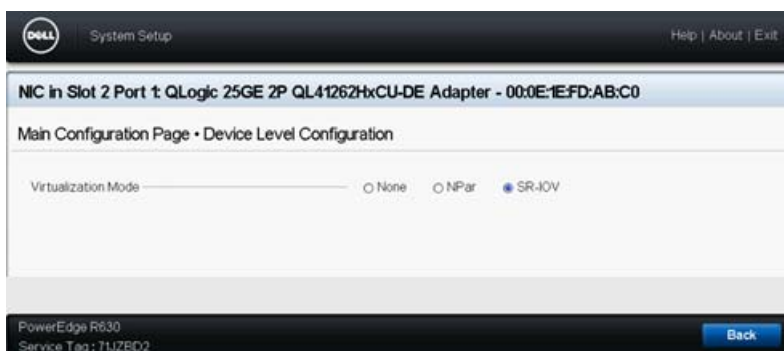 DELL
System Setup
Help | About | Exit
NIC in Slot 2 Port 1: QLogic 25GE 2P QL41262HxCU-DE Adapter - 00:0E:1E:FD:AB:C0
Main Configuration Page • Device Level Configuration
Virtualization Mode
None
NPar
SR-IOV
PowerEdge R630
Service Tag : 71JZBD2
Back